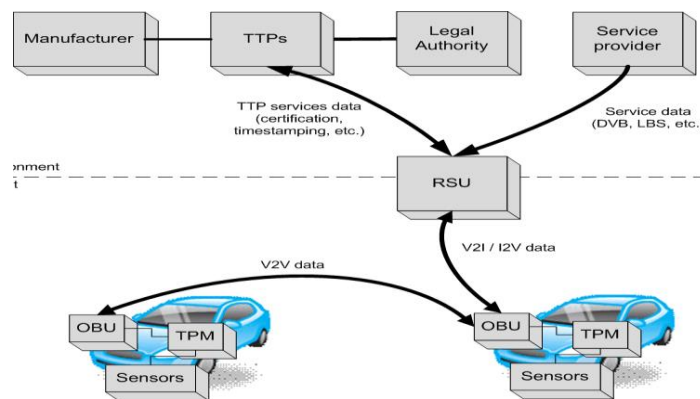 Manufacturer
TTPs
Legal
Authority
Service
provider
TTP services data
(certification,
timestamping, etc.)
Service data
(DVB, LBS, etc.
onment
t
RSU
V2I / I2V data
V2V data
OBU
TPM
Sensors
OBU
TPM
Sensors